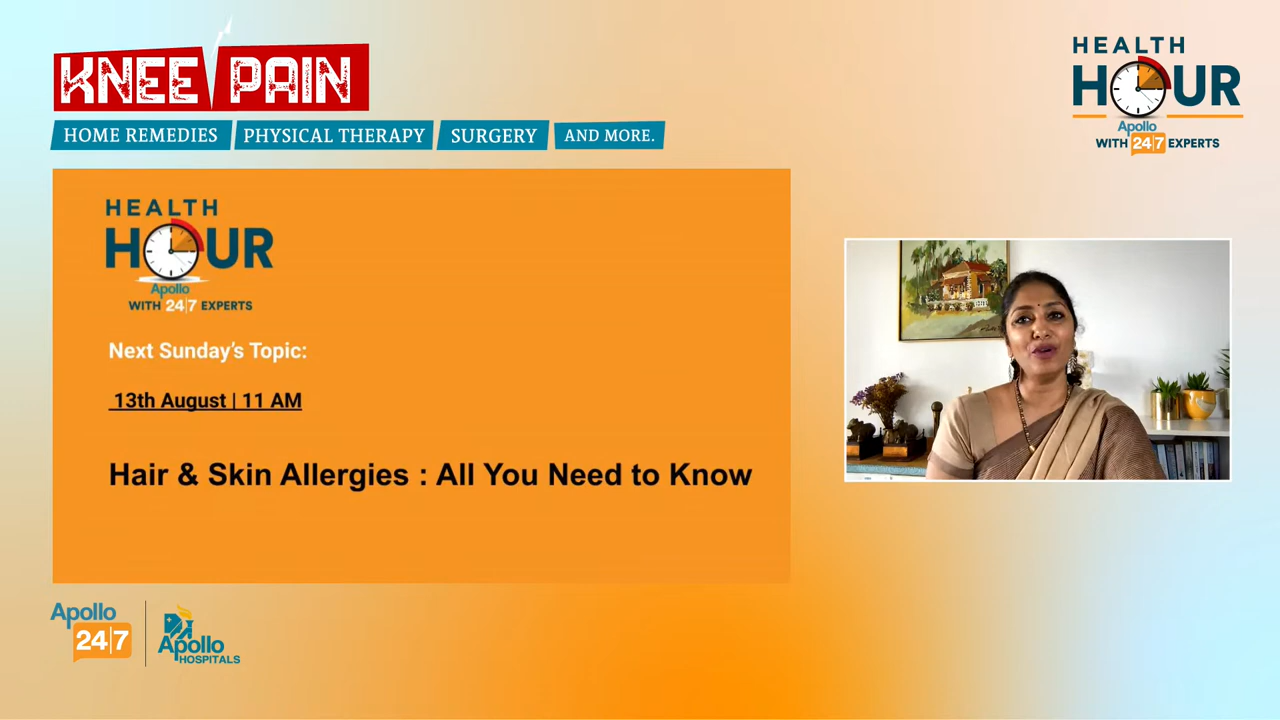 KNEE PAIN
HOME REMEDIES PHYSICAL THERAPY SURGERY AND MORE.
HEALTH
HOUR
Apollo
WITH 24|7 EXPERTS
HEALTH
HOUR
Apollo
WITH 24|7 EXPERTS
Next Sunday's Topic:
13th August | 11 AM
Hair & Skin Allergies : All You Need to Know
Apollo
24|7
Apollo
HOSPITALS